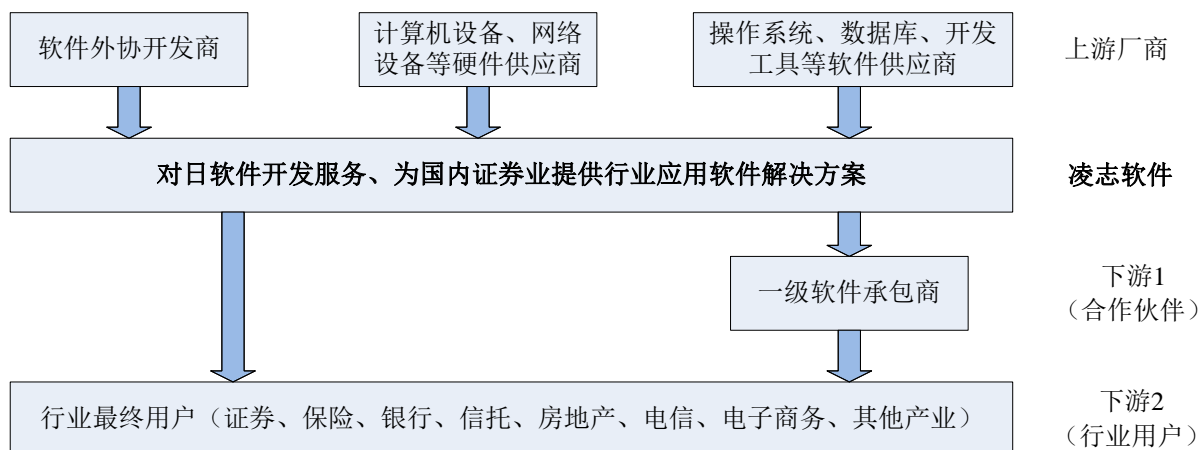 软件外协开发商
计算机设备、网络
设备等硬件供应商
操作系统、数据库、开发
工具等软件供应商
上游厂商
对日软件开发服务、为国内证券业提供行业应用软件解决方案
凌志软件
一级软件承包商
下游1
（合作伙伴）
行业最终用户（证券、保险、银行、信托、房地产、电信、电子商务、其他产业）
下游2
（行业用户）